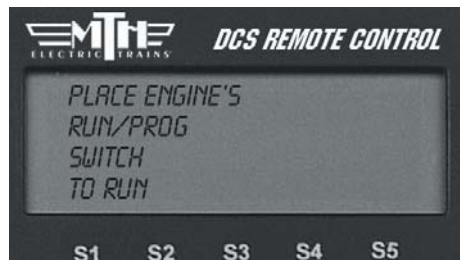 MTH
ELECTRIC TRAINS
DCS REMOTE CONTROL
PLACE ENGINE'S
RUN/PROG
SWITCH
TO RUN
S1 S2 S3 S4 S5